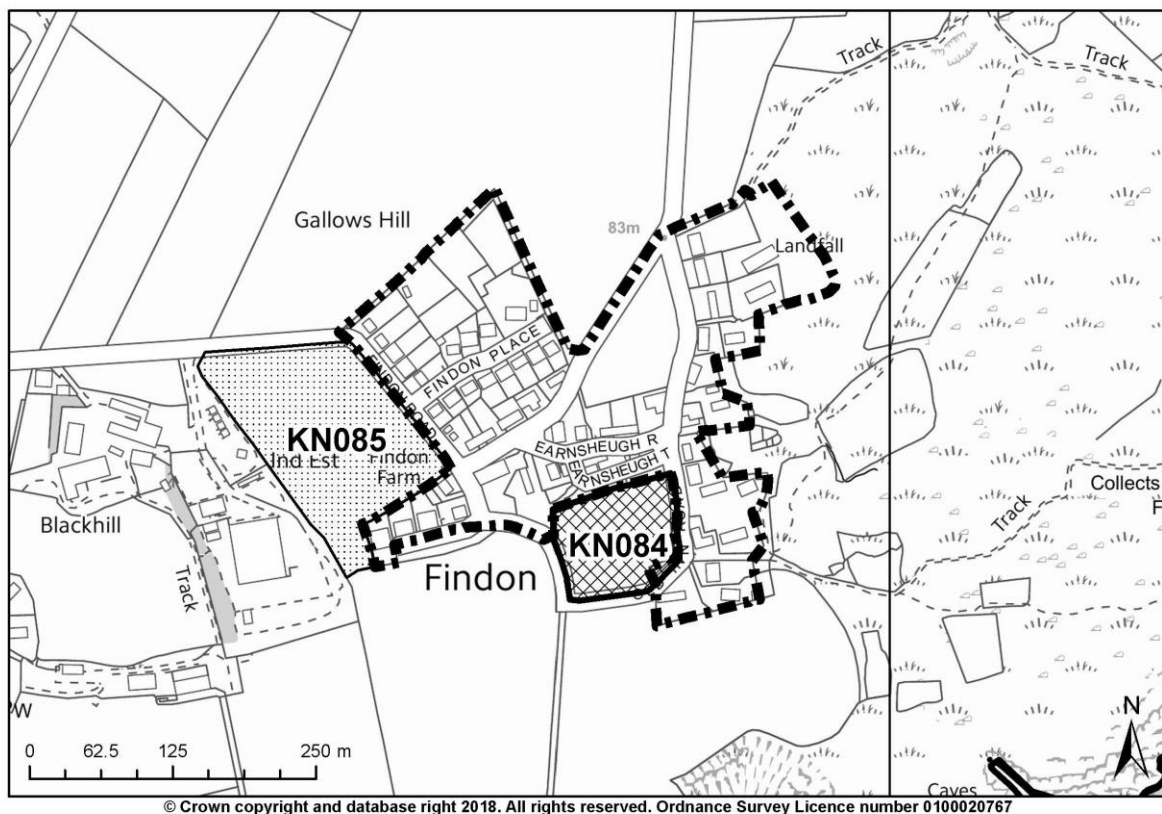 Track
Track
Gallows Hill
83m
Landfall
FINDON PLACE
KN085
EARNSHEUGH R
EARNSHEUGH T
Ind Est
Findon
Farm
Collects
F
Blackhill
KN084
Track
Track
Findon
W
N
0 62.5 125 250 m
Caves
© Crown copyright and database right 2018. All rights reserved. Ordnance Survey Licence number 0100020767